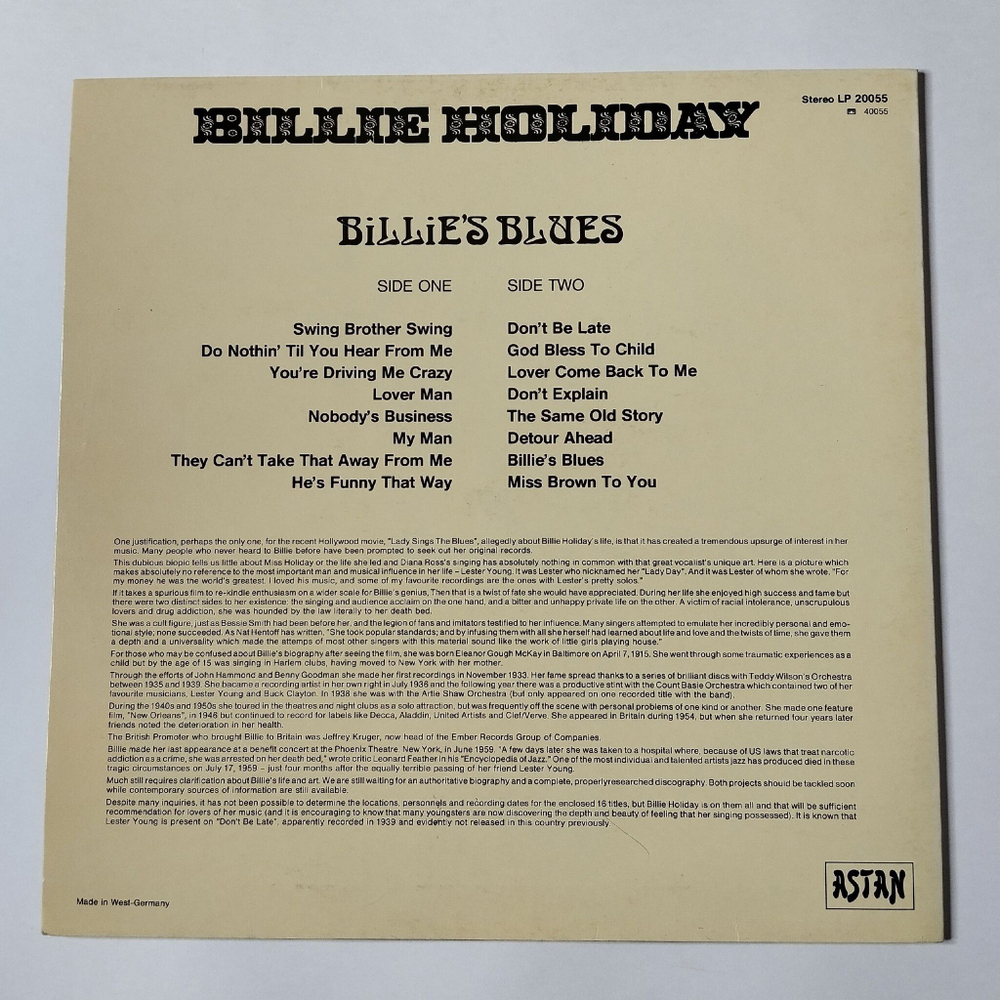 BILLIE HOLIDAY
Stereo LP 20055
40055
BiLLiE'S BLUES
SIDE ONE
Swing Brother Swing
Do Nothin' Til You Hear From Me
You're Driving Me Crazy
Lover Man
Nobody's Business
My Man
They Can't Take That Away From Me
He's Funny That Way
SIDE TWO
Don't Be Late
God Bless To Child
Lover Come Back To Me
Don't Explain
The Same Old Story
Detour Ahead
Billie's Blues
Miss Brown To You
One justification, perhaps the only one, for the recent Hollywood movie, "Lady Sings The Blues", allegedly about Billie Holiday's life, is that it has created a tremendous upsurge of interest in her
music. Many people who never heard to Billie before have been prompted to seek out her original records.
This dubious biopic tells us little about Miss Holiday or the life she led and Diana Ross's singing has absolutely nothing in common with that great vocalist's unique art. Here is a picture which
makes absolutely no reference to the most important man and musical influence in her life – Lester Young. It was Lester who nicknamed her "Lady Day". And it was Lester of whom she wrote, "For
my money he was the world's greatest. I loved his music, and some of my favourite recordings are the ones with Lester's pretty solos."
If it takes a spurious film to re-kindle enthusiasm on a wider scale for Billie's genius, Then that is a twist of fate she would have appreciated. During her life she enjoyed high success and fame but
there were two distinct sides to her existence: the singing and audience acclaim on the one hand, and a bitter and unhappy private life on the other. A victim of racial intolerance, unscrupulous
lovers and drug addiction, she was hounded by the law literally to her death bed.
She was a cult figure, just as Bessie Smith had been before her, and the legion of fans and imitators testified to her influence. Many singers attempted to emulate her incredibly personal and emo-
tional style; none succeeded. As Nat Hentoff has written, "She took popular standards; and by infusing them with all she herself had learned about life and love and the twists of time, she gave them
a depth and a universality which made the attemps of most other singers with this material sound like the work of little girls playing house."
For those who may be confused about Billie's biography after seeing the film, she was born Eleanor Gough McKay in Baltimore on April 7, 1915. She went through some traumatic experiences as a
child but by the age of 15 was singing in Harlem clubs, having moved to New York with her mother.
Through the efforts of John Hammond and Benny Goodman she made her first recordings in November 1933. Her fame spread thanks to a series of brilliant discs with Teddy Wilson's Orchestra
between 1935 and 1939. She became a recording artist in her own right in July 1936 and the following year there was a productive stint with the Count Basie Orchestra which contained two of her
favourite musicians, Lester Young and Buck Clayton. In 1938 she was with the Artie Shaw Orchestra (but only appeared on one recorded title with the band).
During the 1940s and 1950s she toured in the theatres and night clubs as a solo attraction, but was frequently off the scene with personal problems of one kind or another. She made one feature
film, "New Orleans", in 1946 but continued to record for labels like Decca, Aladdin, United Artists and Clef/Verve. She appeared in Britain during 1954, but when she returned four years later
friends noted the deterioration in her health.
The British Promoter who brought Billie to Britain was Jeffrey Kruger, now head of the Ember Records Group of Companies.
Billie made her last appearance at a benefit concert at the Phoenix Theatre, New York, in June 1959. "A few days later she was taken to a hospital where, because of US laws that treat narcotic
addiction as a crime, she was arrested on her death bed," wrote critic Leonard Feather in his "Encyclopedia of Jazz." One of the most individual and talented artists jazz has produced died in these
tragic circumstances on July 17, 1959 – just four months after the equally terrible passing of her friend Lester Young.
Much still requires clarification about Billie's life and art. We are still waiting for an authoritative biography and a complete, properlyresearched discography. Both projects should be tackled soon
while contemporary sources of information are still available.
Despite many inquiries, it has not been possible to determine the locations, personnels and recording dates for the enclosed 16 titles, but Billie Holiday is on them all and that will be sufficient
recommendation for lovers of her music (and it is encouraging to know that many youngsters are now discovering the depth and beauty of feeling that her singing possessed). It is known that
Lester Young is present on "Don't Be Late", apparently recorded in 1939 and evidently not released in this country previously.
ASTAN
Made in West-Germany